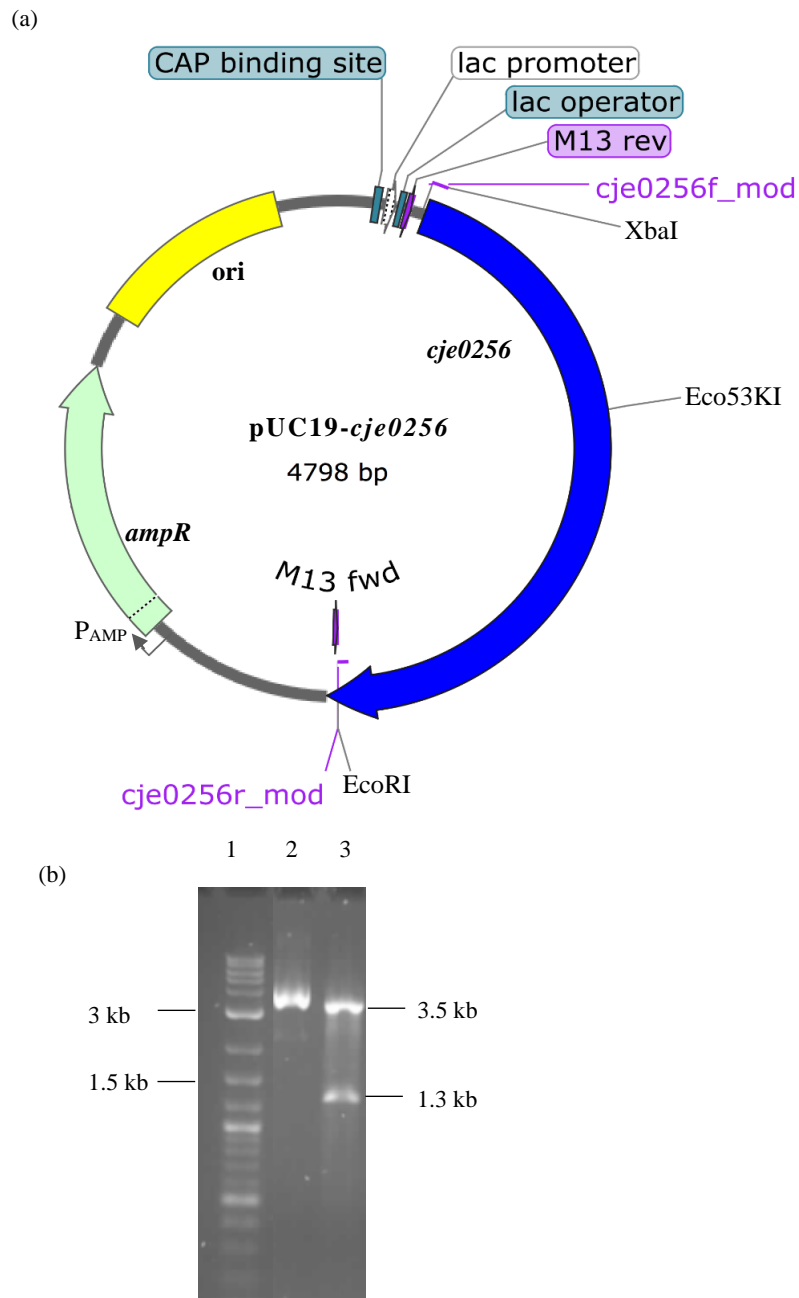 (a)
CAP binding site
lac promoter
lac operator
M13 rev
cje0256f_mod
XbaI
ori
cje0256
Eco53KI
pUC19-cje0256
4798 bp
ampR
M13 fwd
PAMP
cje0256r_mod
EcoRI
1 2 3
(b)
3 kb
3.5 kb
1.5 kb
1.3 kb